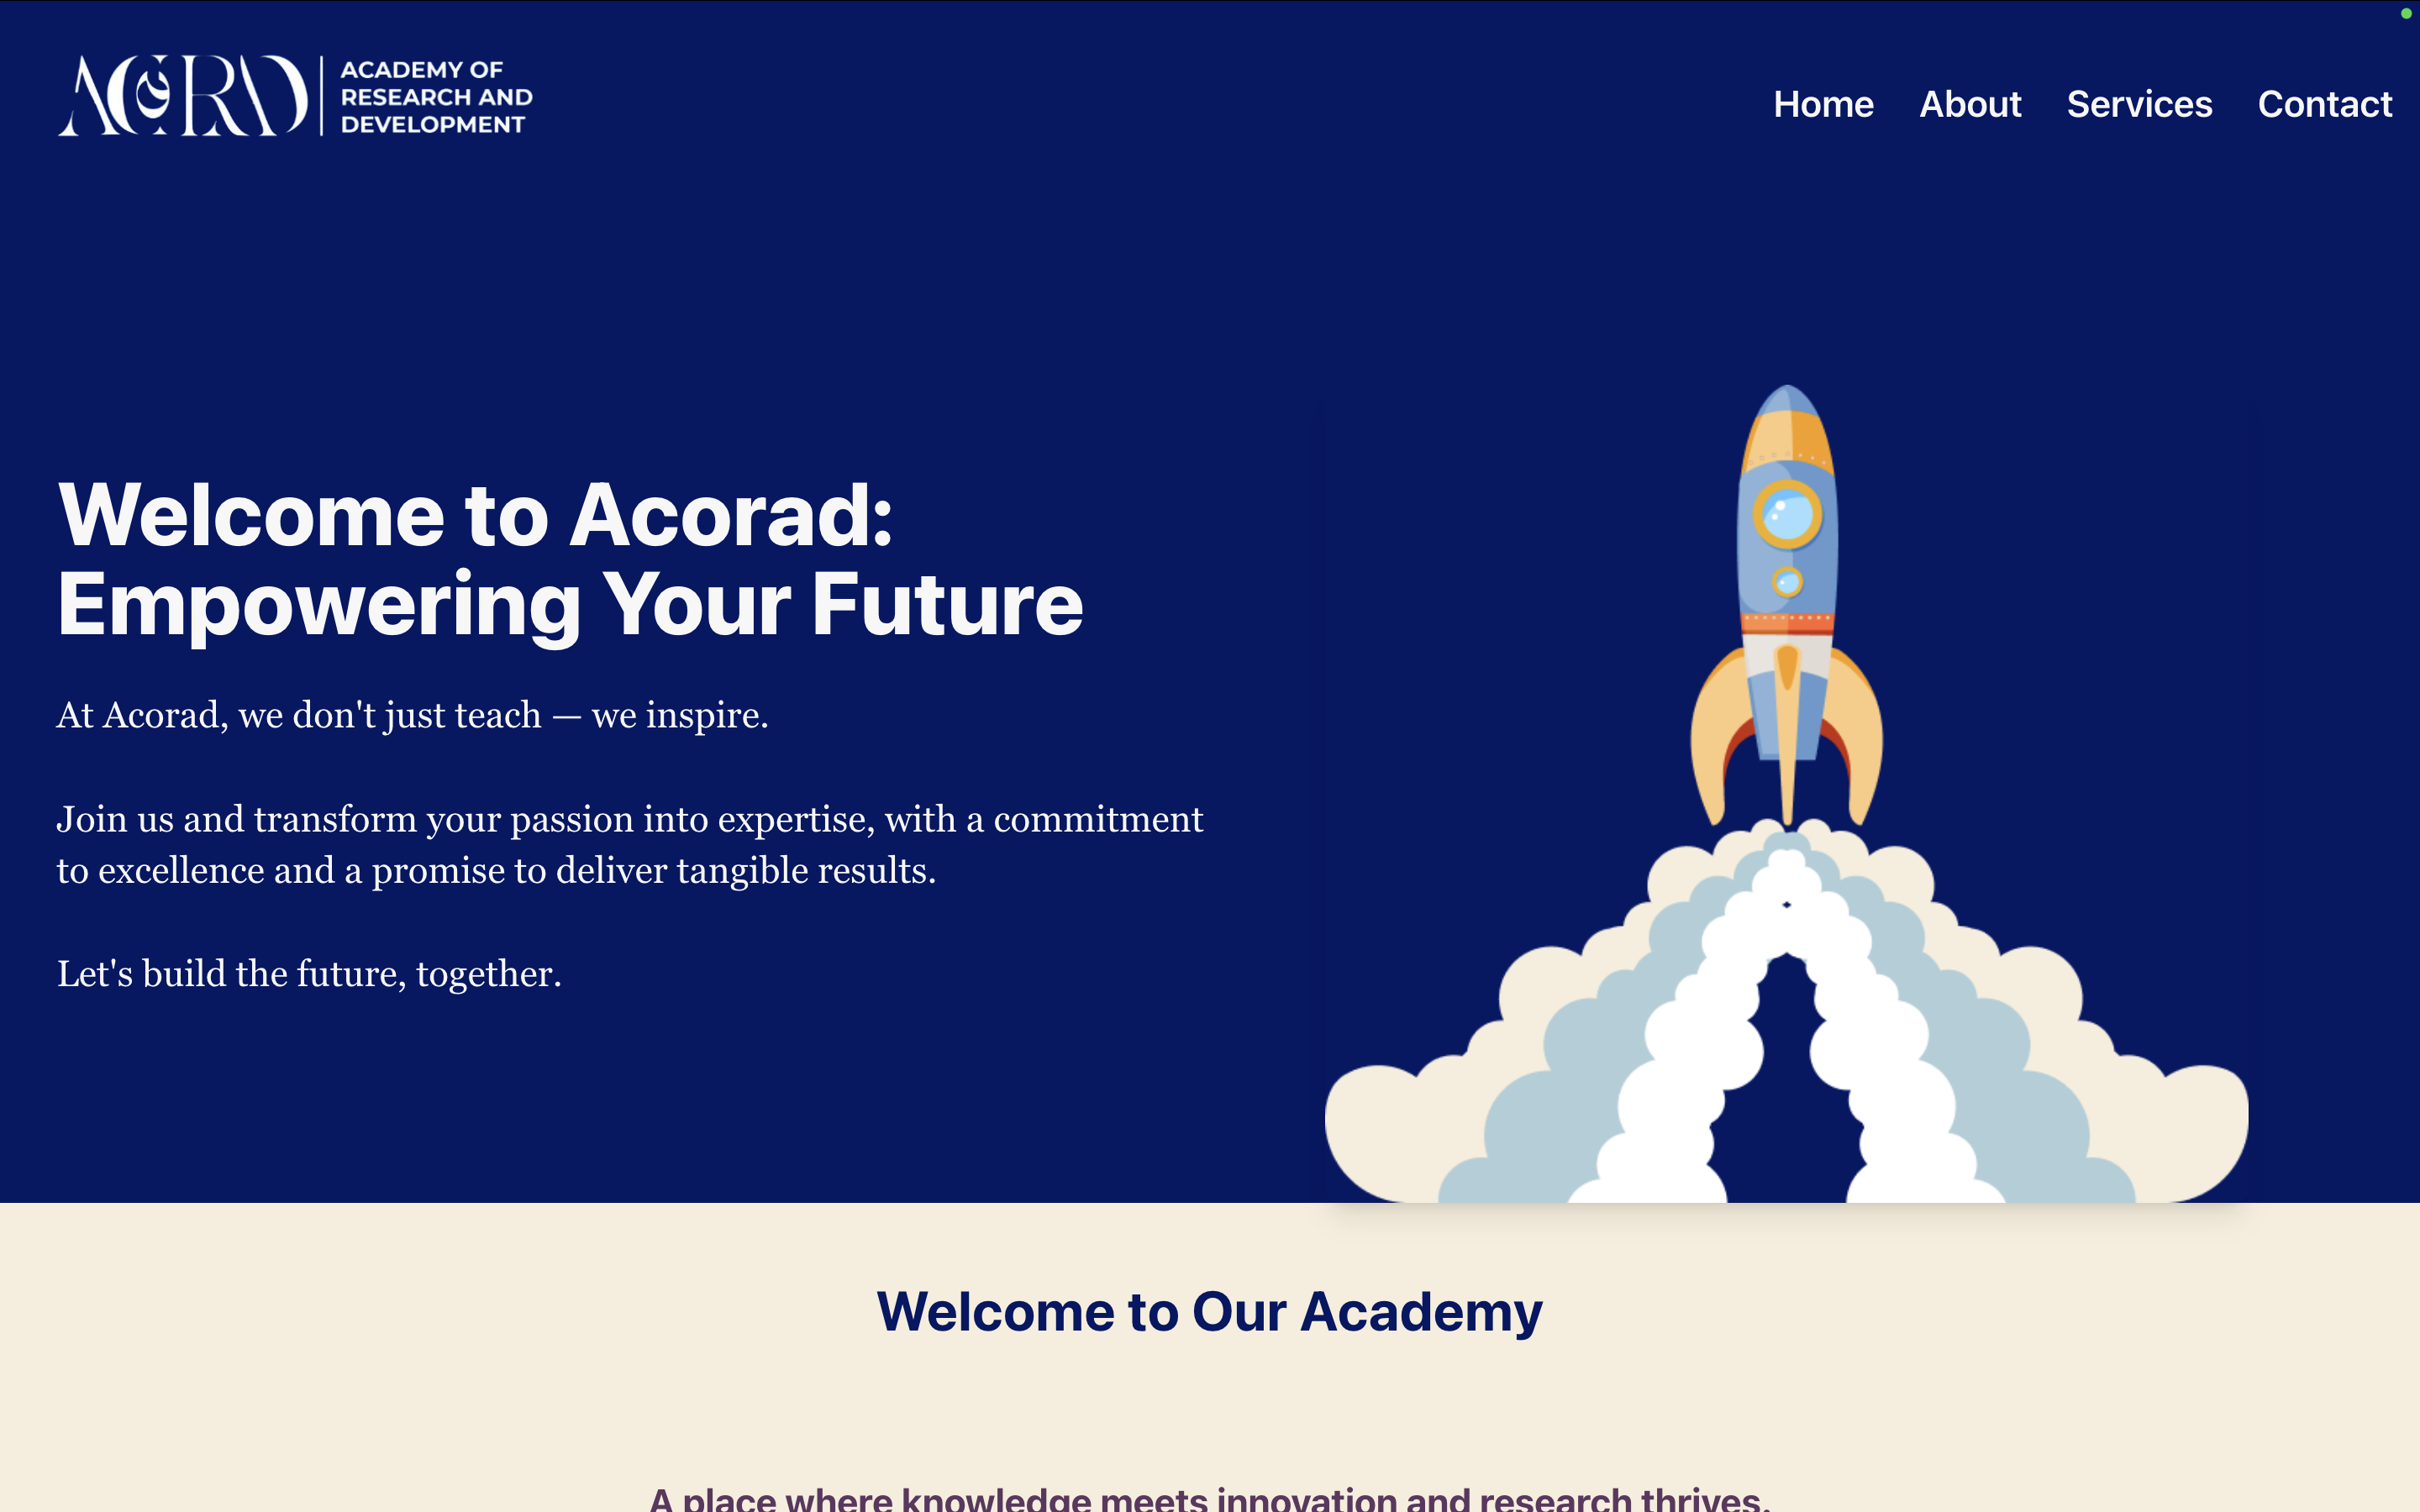 ACORAD
ACADEMY OF
RESEARCH AND
DEVELOPMENT
Home About Services Contact
Welcome to Acorad:
Empowering Your Future
At Acorad, we don't just teach — we inspire.
Join us and transform your passion into expertise, with a commitment
to excellence and a promise to deliver tangible results.
Let's build the future, together.
Welcome to Our Academy
A place where knowledge meets innovation and research thrives.